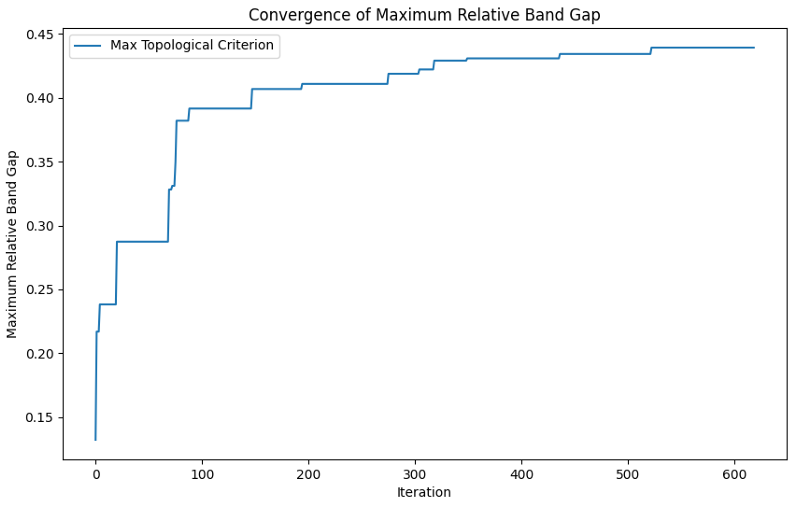 Convergence of Maximum Relative Band Gap
Max Topological Criterion
Maximum Relative Band Gap
0.45
0.40
0.35
0.30
0.25
0.20
0.15
0 100 200 300 400 500 600
Iteration